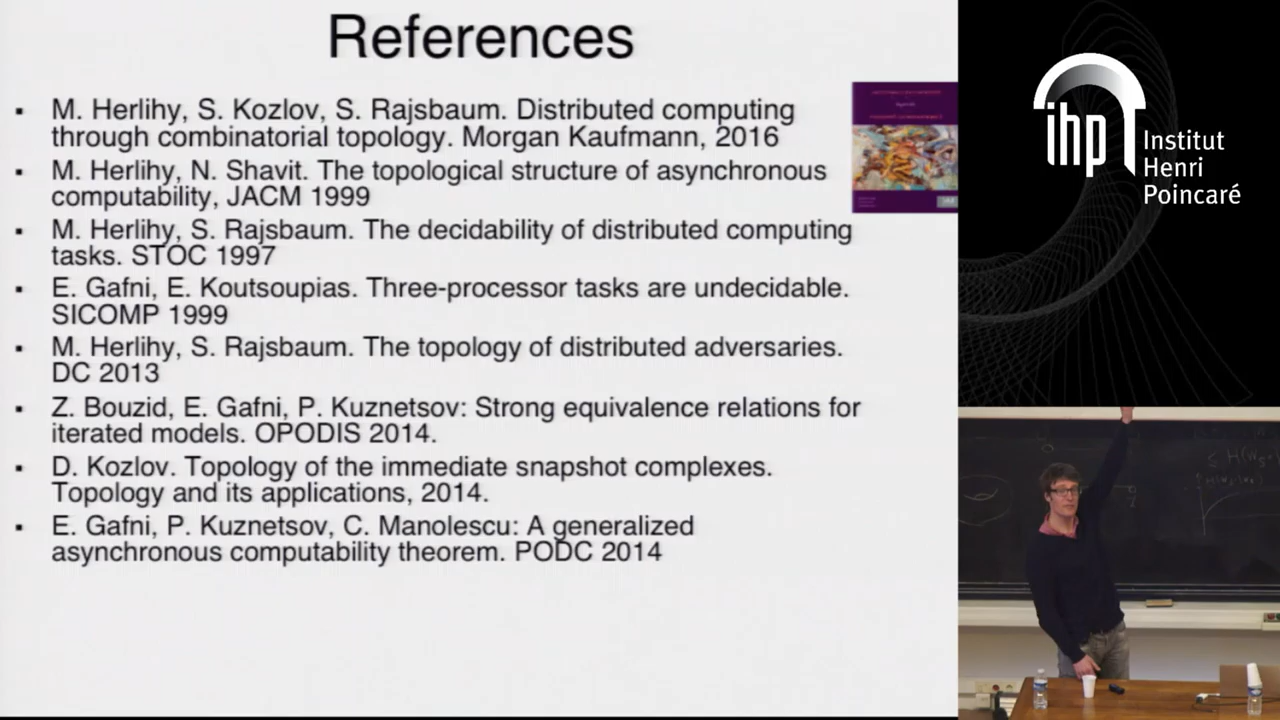 References
▪ M. Herlihy, S. Kozlov, S. Rajsbaum. Distributed computing
through combinatorial topology. Morgan Kaufmann, 2016
▪ M. Herlihy, N. Shavit. The topological structure of asynchronous
computability, JACM 1999
▪ M. Herlihy, S. Rajsbaum. The decidability of distributed computing
tasks. STOC 1997
▪ E. Gafni, E. Koutsoupias. Three-processor tasks are undecidable.
SICOMP 1999
▪ M. Herlihy, S. Rajsbaum. The topology of distributed adversaries.
DC 2013
▪ Z. Bouzid, E. Gafni, P. Kuznetsov: Strong equivalence relations for
iterated models. OPODIS 2014.
▪ D. Kozlov. Topology of the immediate snapshot complexes.
Topology and its applications, 2014.
▪ E. Gafni, P. Kuznetsov, C. Manolescu: A generalized
asynchronous computability theorem. PODC 2014
ihp
Institut
Henri
Poincaré